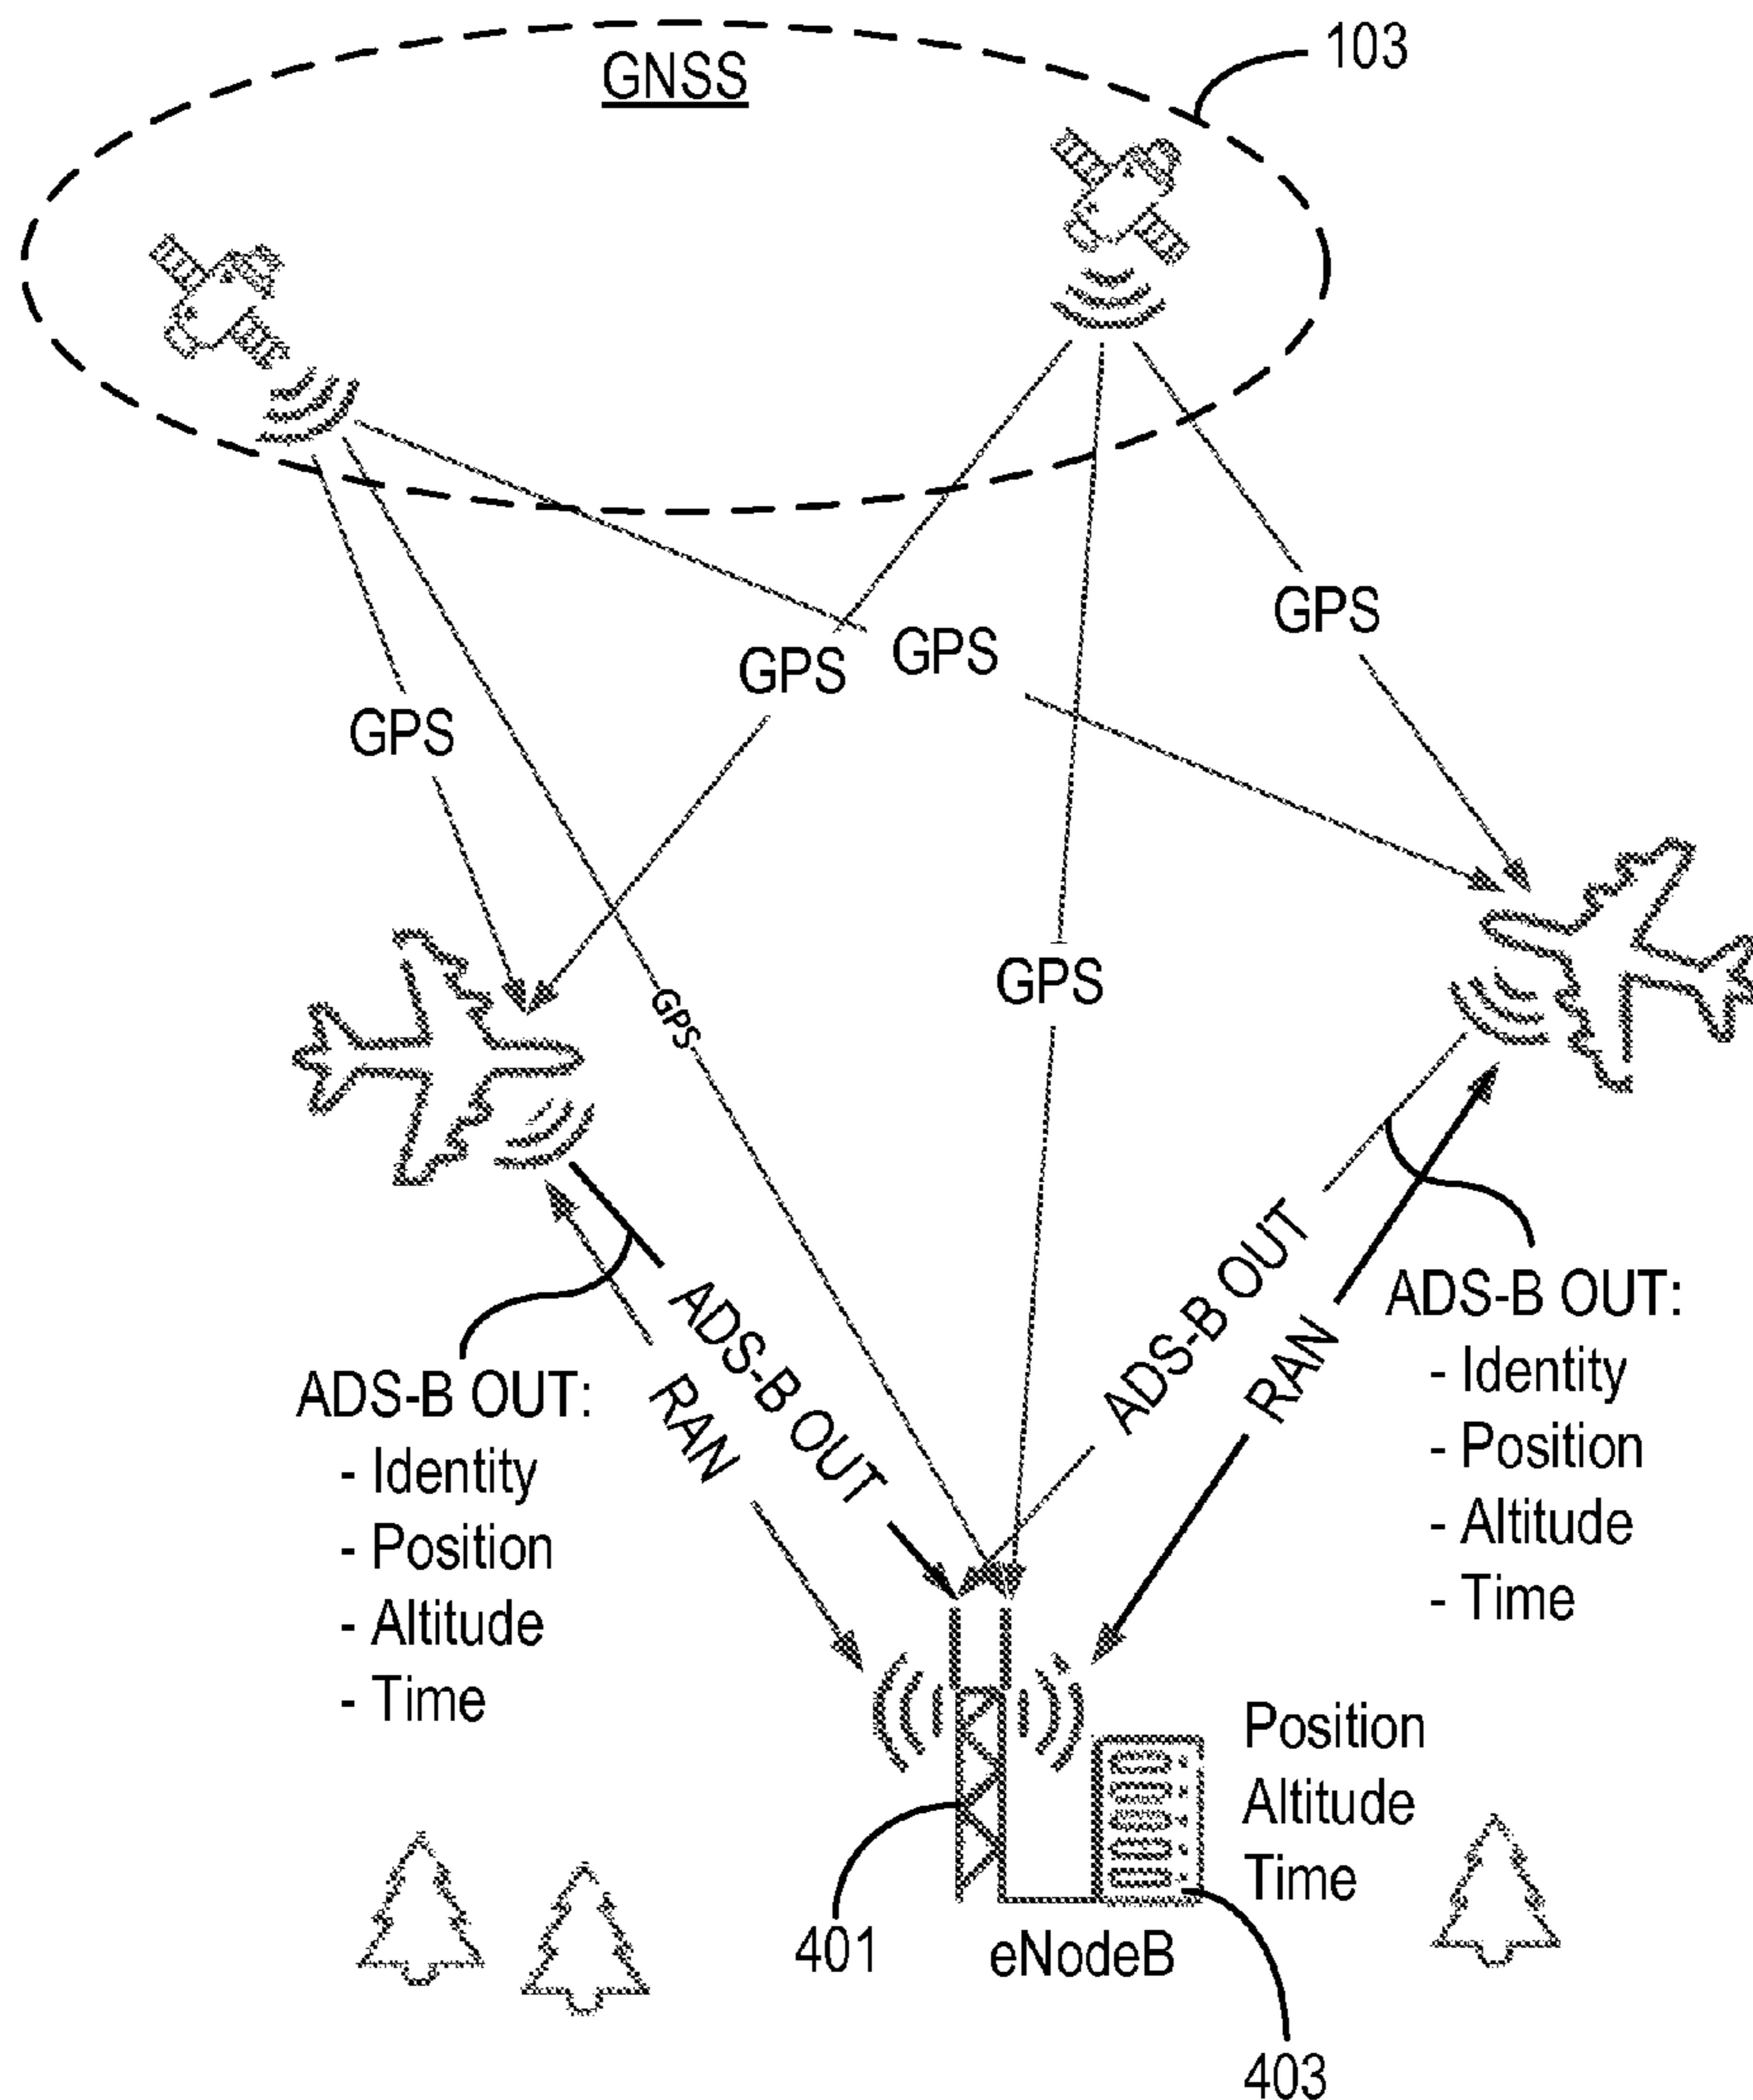 103
GNSS
GPS
GPS
GPS
GPS
GPS
GPS
ADS-B OUT
RAN
ADS-B OUT
RAN
ADS-B OUT:
- Identity
- Position
- Altitude
- Time
ADS-B OUT:
- Identity
- Position
- Altitude
- Time
Position
Altitude
Time
401
eNodeB
403